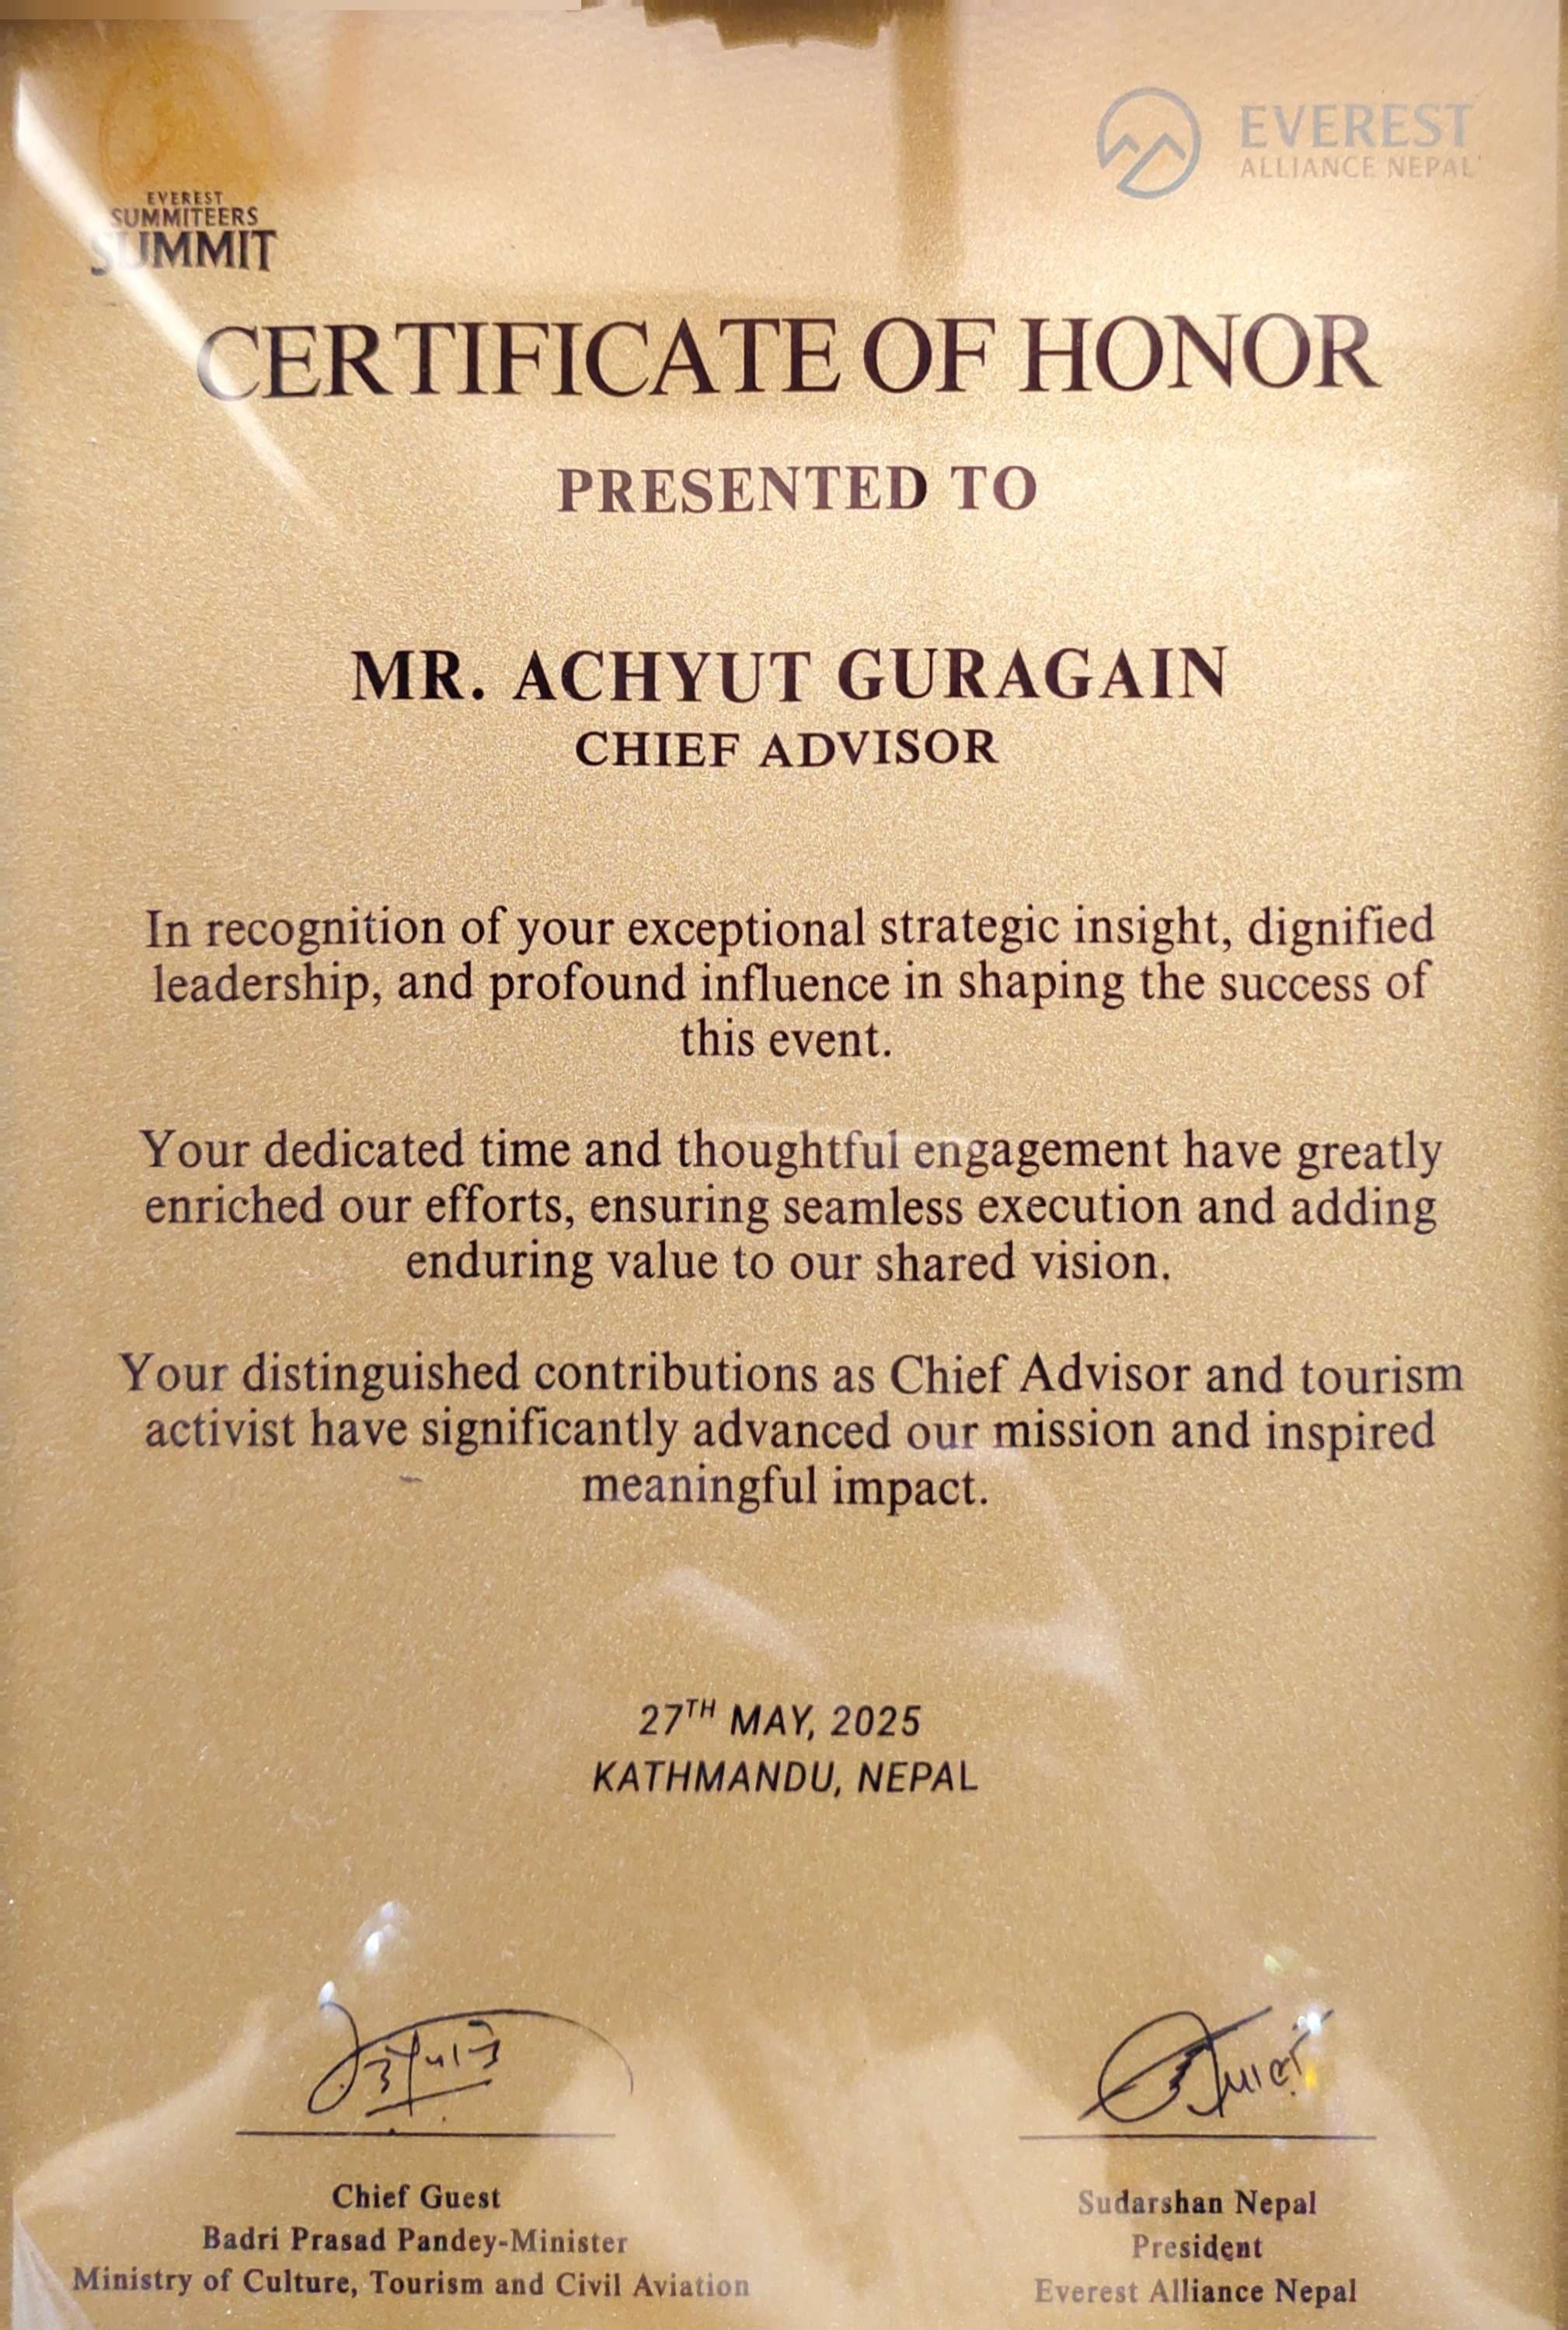 EVEREST
SUMMITEERS
SUMMIT
EVEREST
ALLIANCE NEPAL
CERTIFICATE OF HONOR
PRESENTED TO
MR. ACHYUT GURAGAIN
CHIEF ADVISOR
In recognition of your exceptional strategic insight, dignified
leadership, and profound influence in shaping the success of
this event.
Your dedicated time and thoughtful engagement have greatly
enriched our efforts, ensuring seamless execution and adding
enduring value to our shared vision.
Your distinguished contributions as Chief Advisor and tourism
activist have significantly advanced our mission and inspired
meaningful impact.
27TH MAY, 2025
KATHMANDU, NEPAL
Chief Guest
Badri Prasad Pandey-Minister
Ministry of Culture, Tourism and Civil Aviation
Sudarshan Nepal
President
Everest Alliance Nepal